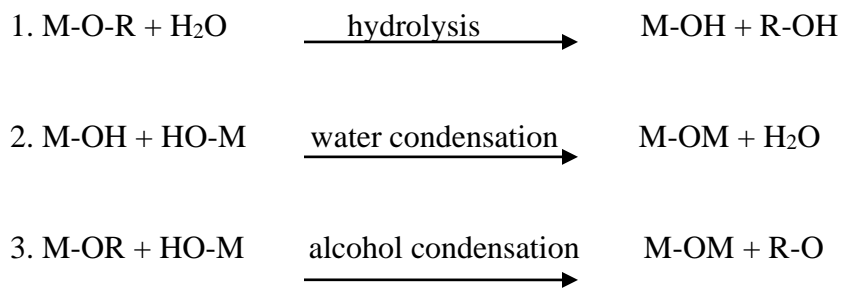 1. M-O-R + H₂O hydrolysis M-OH + R-OH
2. M-OH + HO-M water condensation M-OM + H₂O
3. M-OR + HO-M alcohol condensation M-OM + R-O